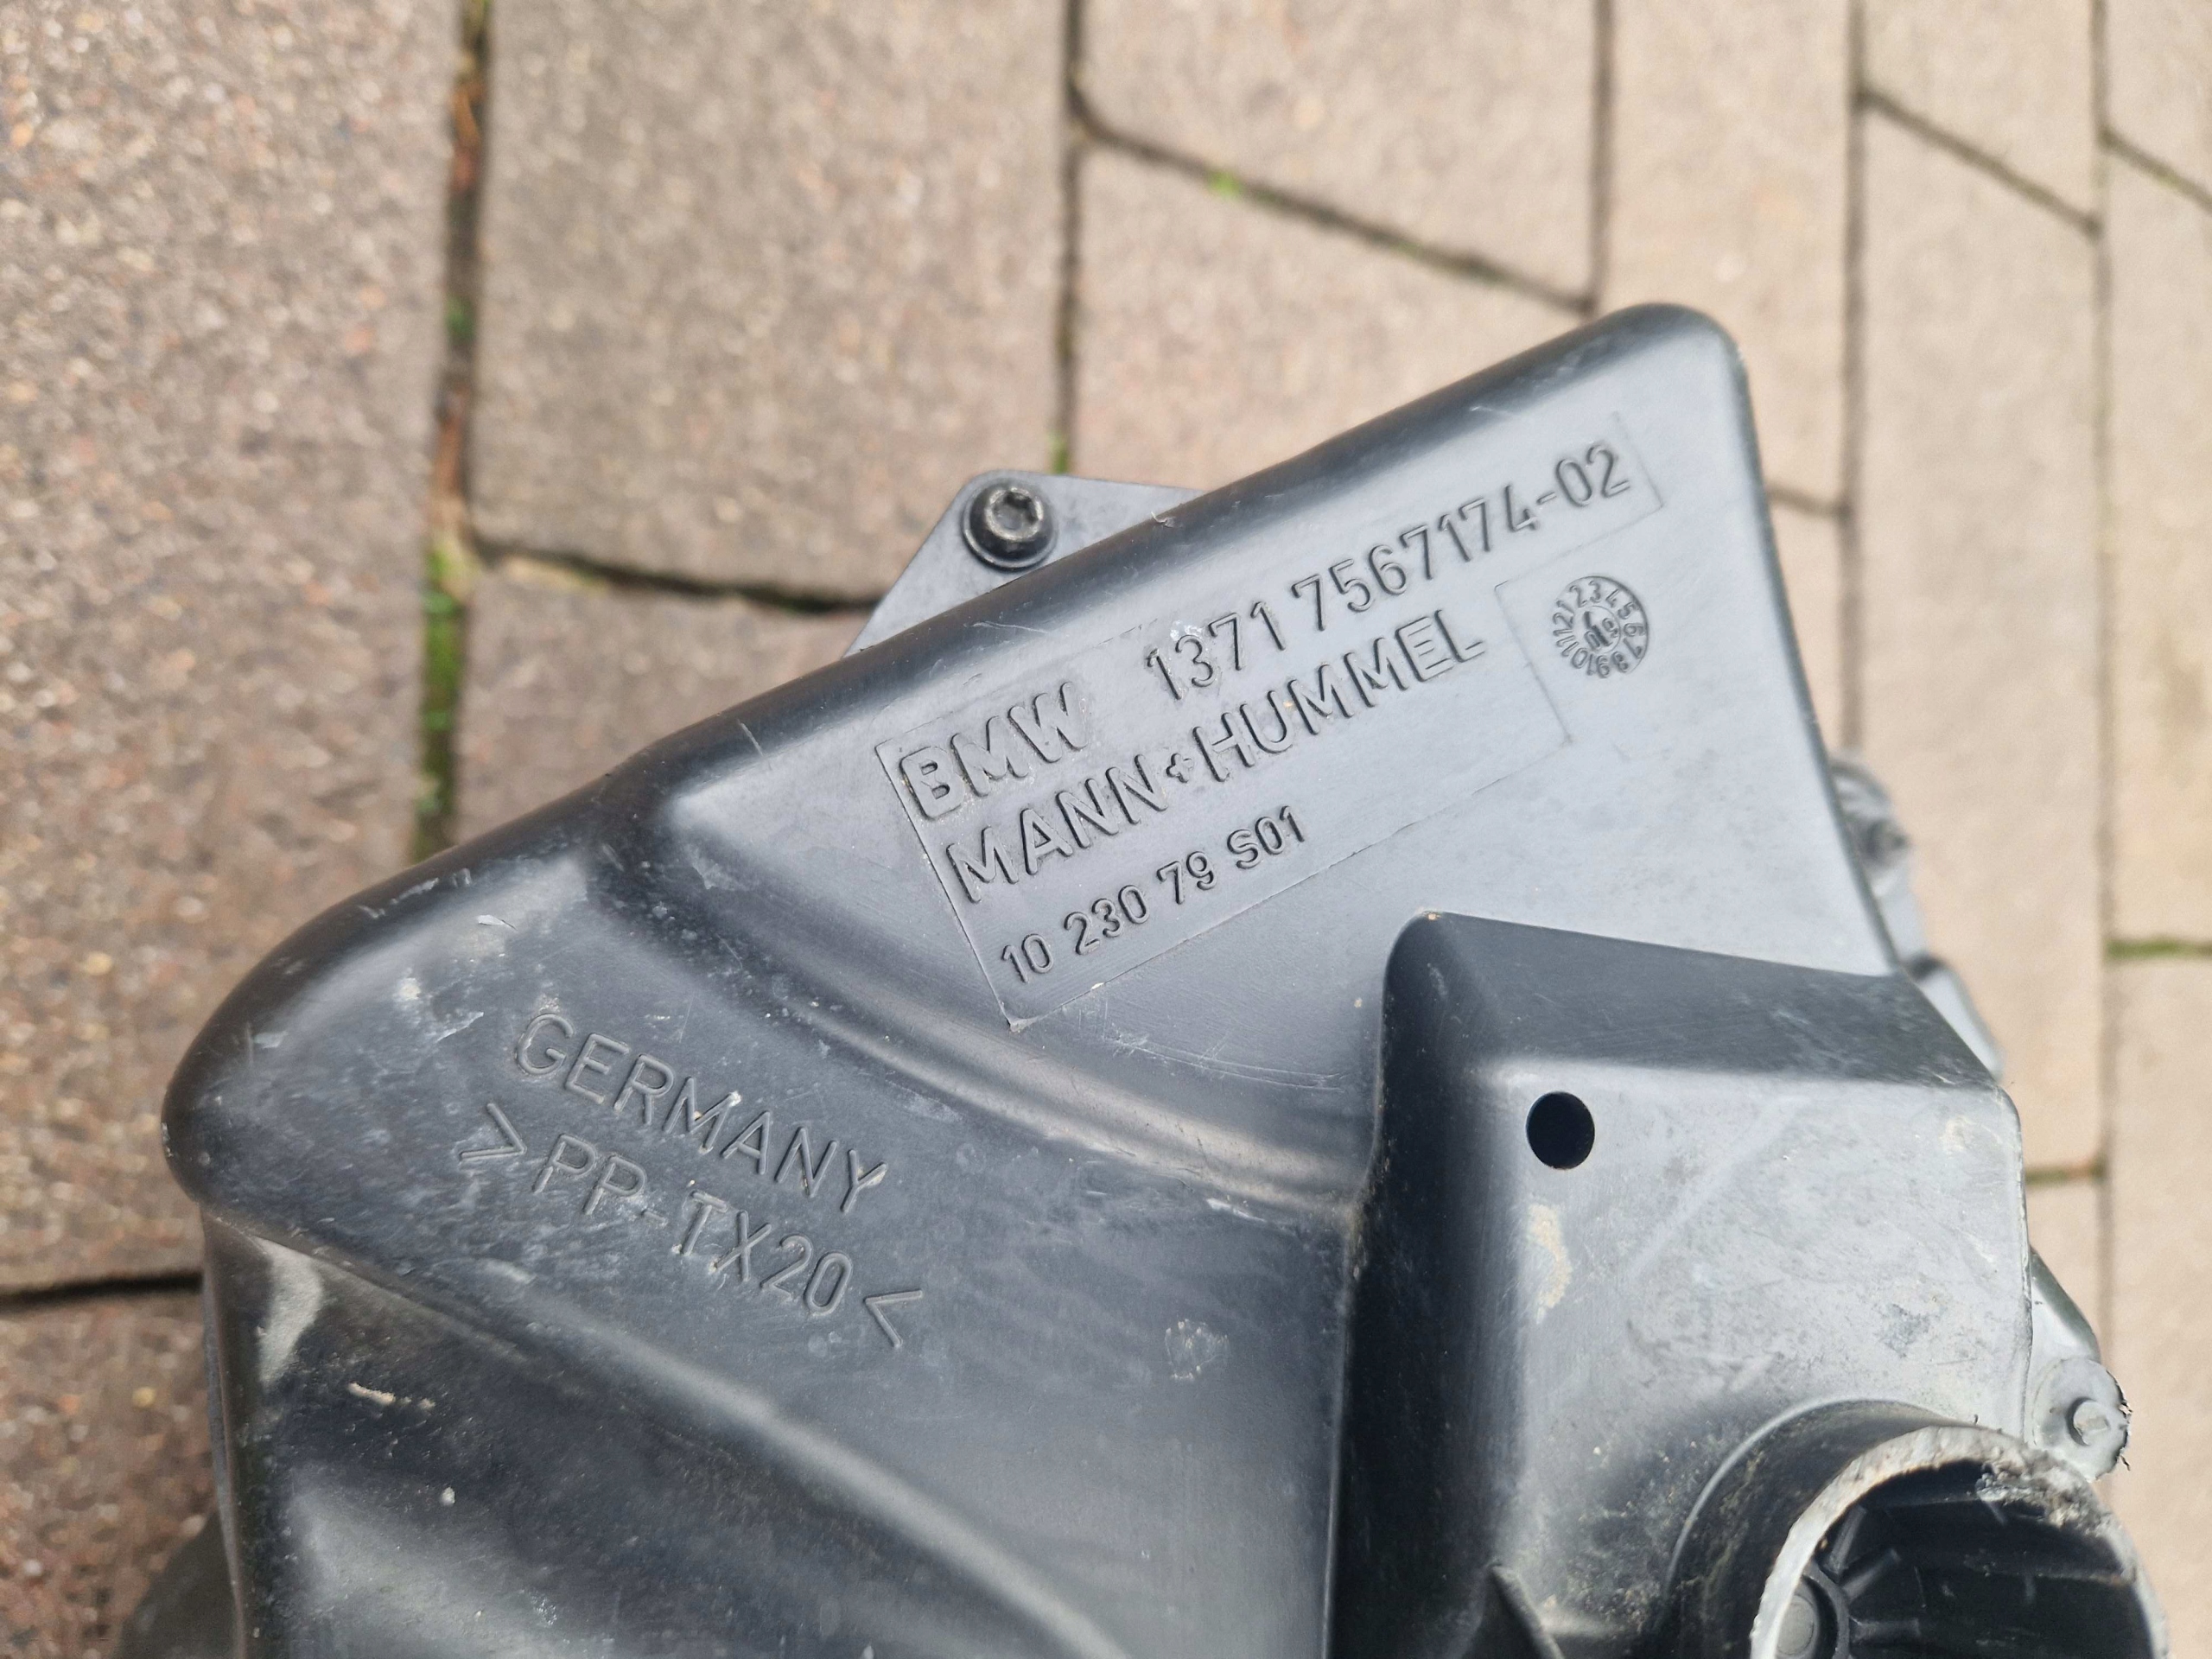 BMW 1371 7567174-02
MANN+HUMMEL
10 230 79 S01
GERMANY
>PP-TX20<